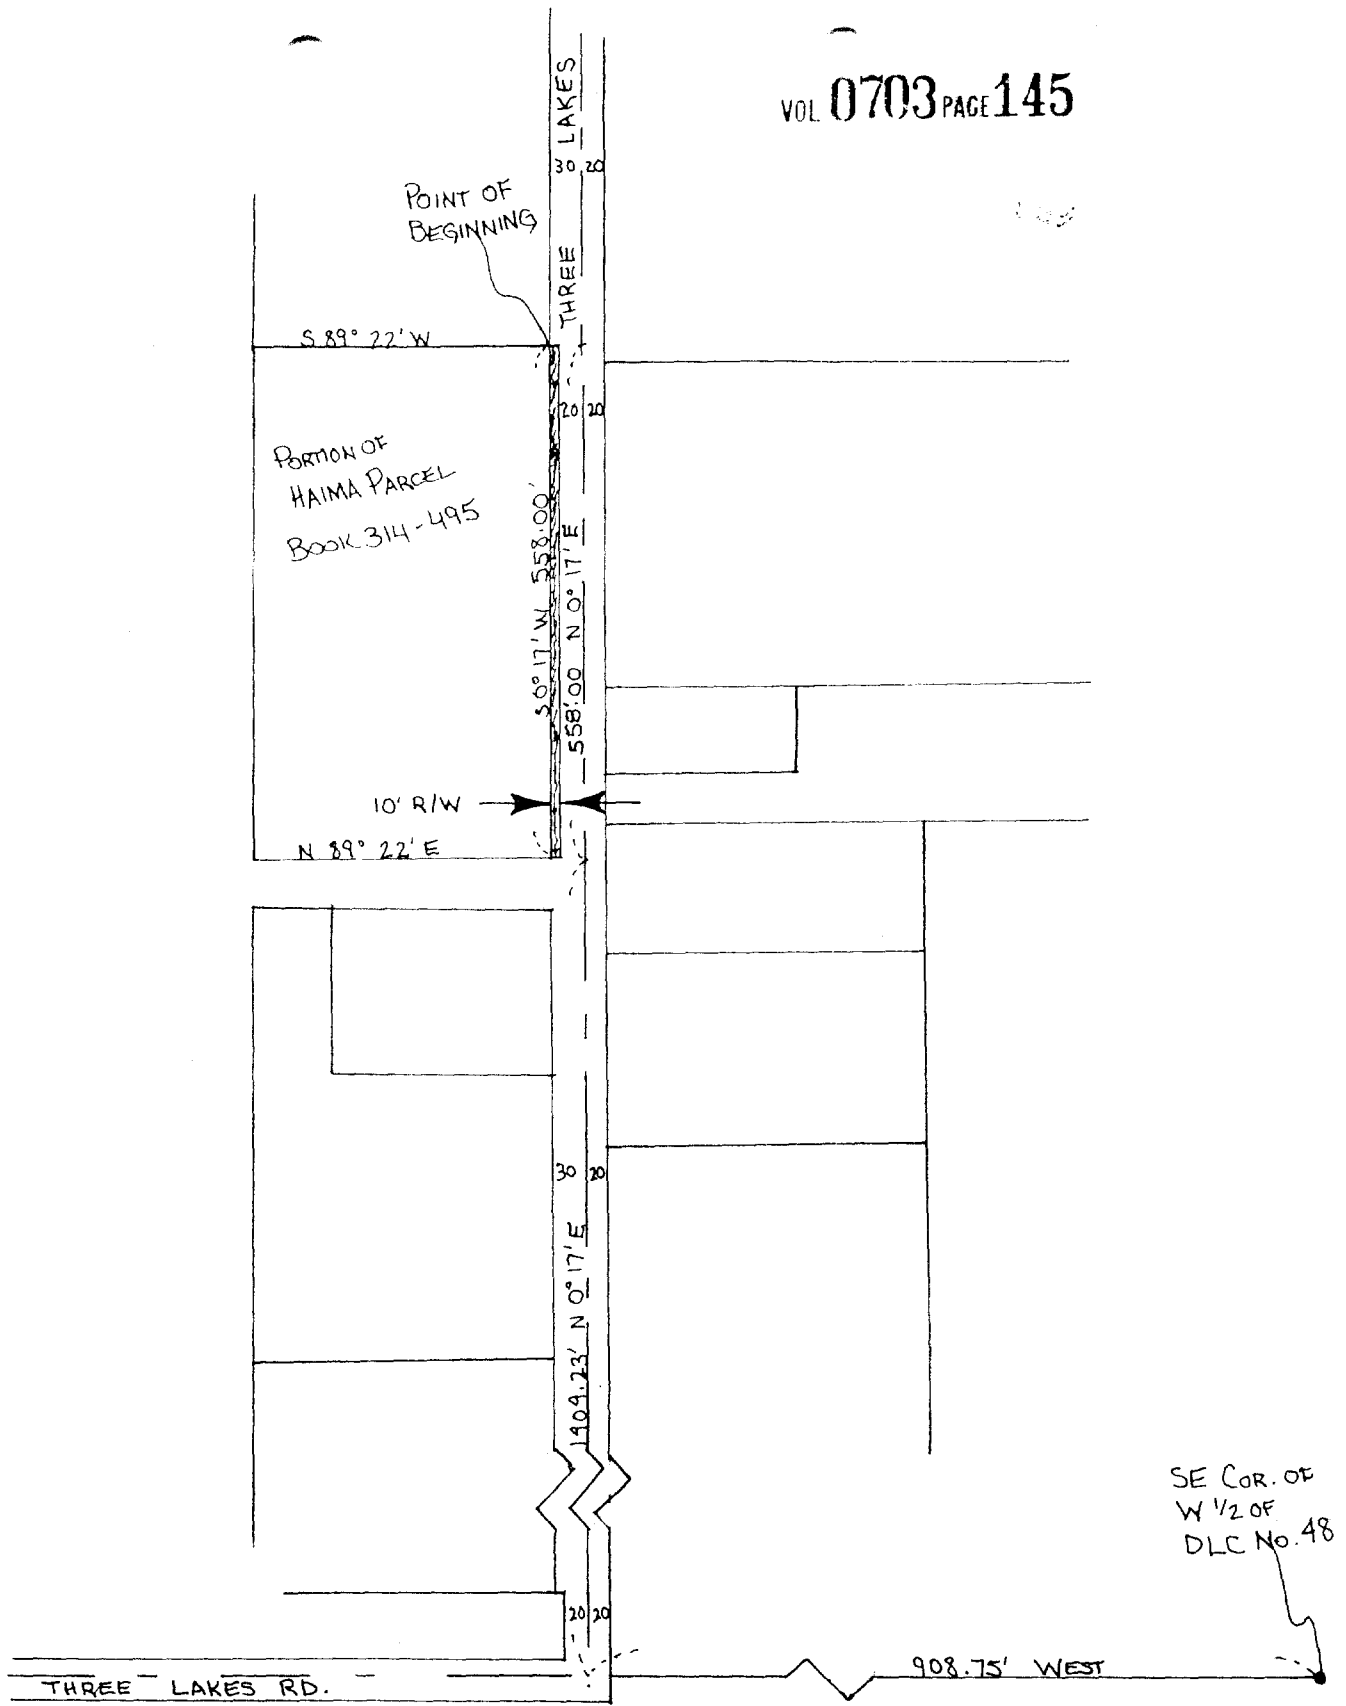 VOL 0703 PAGE 145
THREE LAKES
30 20
POINT OF
BEGINNING
S 89° 22' W
20 20
PORTION OF
HAIMA PARCEL
BOOK 314-495
S 0° 17' W 558.00'
558.00 N 0° 17' E
10' R/W
N 89° 22' E
30 20
1909.23' N 0° 17' E
SE COR. OF
W 1/2 OF
DLC No. 48
20 20
908.75' WEST
THREE LAKES RD.